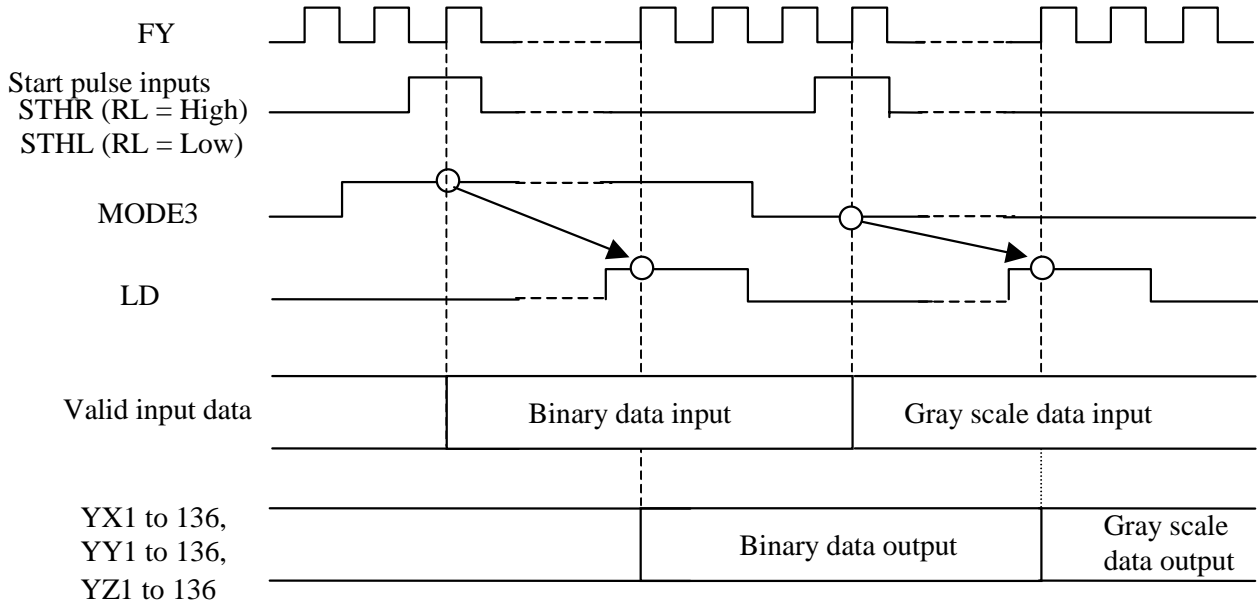 FY
Start pulse inputs
STHR (RL = High)
STHL (RL = Low)
MODE3
LD
Valid input data
Binary data input
Gray scale data input
YX1 to 136,
YY1 to 136,
YZ1 to 136
Binary data output
Gray scale
data output